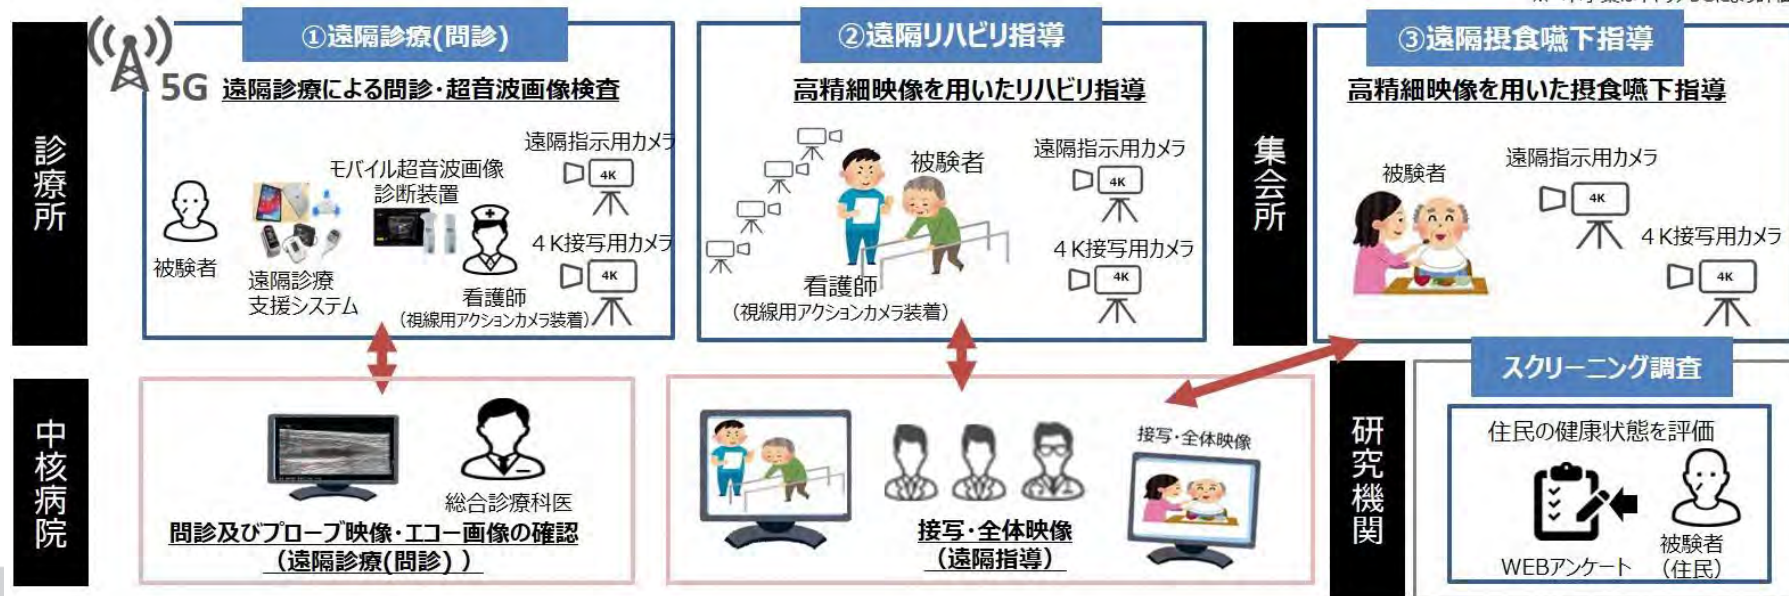 診療所
5G
①遠隔診療(問診)
遠隔診療による問診・超音波画像検査
被験者
遠隔診療
支援システム
モバイル超音波画像
診断装置
看護師
(視線用アクションカメラ装着)
遠隔指示用カメラ
4K
4K接写用カメラ
4K
②遠隔リハビリ指導
高精細映像を用いたリハビリ指導
被験者
看護師
(視線用アクションカメラ装着)
遠隔指示用カメラ
4K
4K接写用カメラ
4K
集会所
③遠隔摂食嚥下指導
高精細映像を用いた摂食嚥下指導
被験者
遠隔指示用カメラ
4K
4K接写用カメラ
4K
中核病院
総合診療科医
問診及びプローブ映像・エコー画像の確認
(遠隔診療(問診) )
接写・全体映像
(遠隔指導)
接写・全体映像
研究機関
スクリーニング調査
住民の健康状態を評価
WEBアンケート
被験者
(住民)